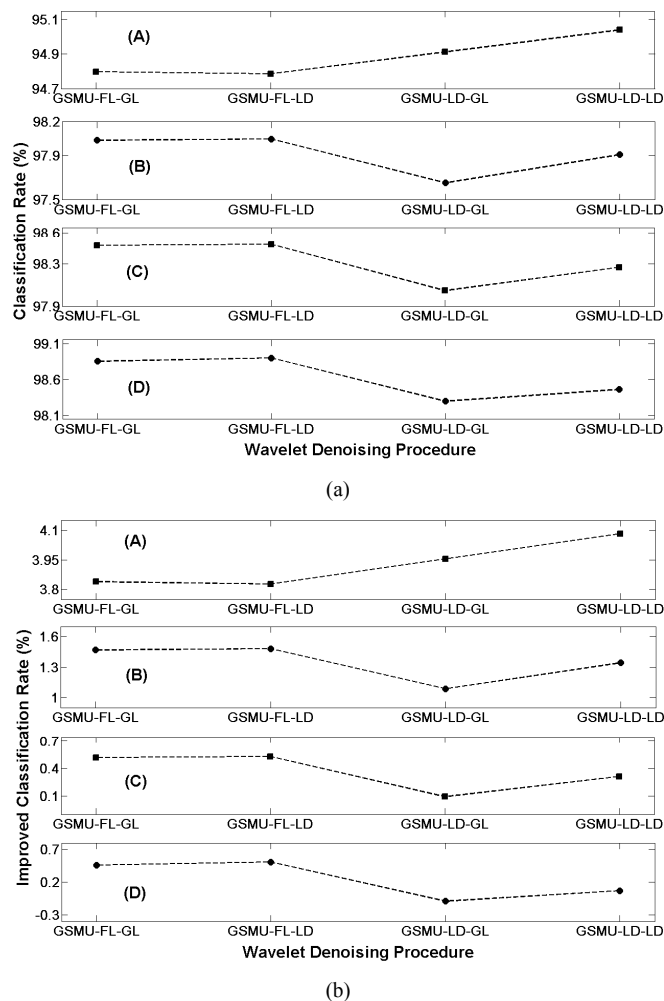 95.1
(A)
94.9
94.7
GSMU-FL-GL GSMU-FL-LD GSMU-LD-GL GSMU-LD-LD
98.2
(B)
97.9
97.5
GSMU-FL-GL GSMU-FL-LD GSMU-LD-GL GSMU-LD-LD
Classification Rate (%)
98.6
98.3
(C)
97.9
GSMU-FL-GL GSMU-FL-LD GSMU-LD-GL GSMU-LD-LD
99.1
98.6
(D)
98.1
GSMU-FL-GL GSMU-FL-LD GSMU-LD-GL GSMU-LD-LD
Wavelet Denoising Procedure
(a)
4.1
(A)
3.95
3.8
GSMU-FL-GL GSMU-FL-LD GSMU-LD-GL GSMU-LD-LD
1.6
(B)
1.3
1
GSMU-FL-GL GSMU-FL-LD GSMU-LD-GL GSMU-LD-LD
Improved Classification Rate (%)
0.7
0.4
(C)
0.1
GSMU-FL-GL GSMU-FL-LD GSMU-LD-GL GSMU-LD-LD
0.7
0.2
(D)
-0.3
GSMU-FL-GL GSMU-FL-LD GSMU-LD-GL GSMU-LD-LD
Wavelet Denoising Procedure
(b)